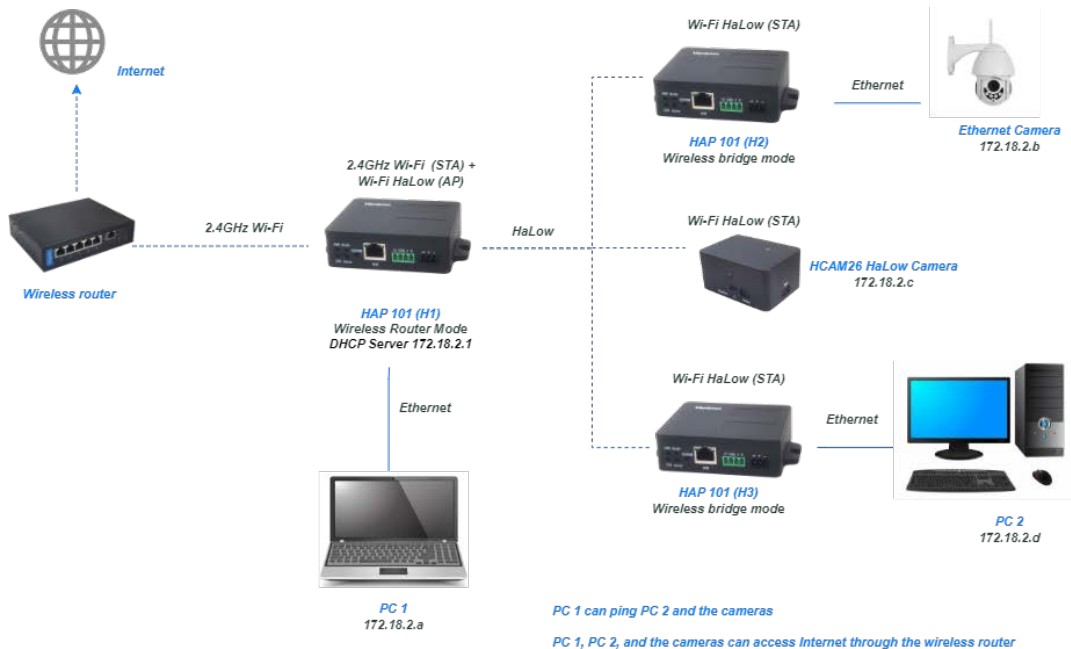 Wi-Fi HaLow (STA)
Internet
Ethernet
Ethernet Camera
172.18.2.b
HAP 101 (H2)
Wireless bridge mode
2.4GHz Wi-Fi (STA) +
Wi-Fi HaLow (AP)
Wi-Fi HaLow (STA)
2.4GHz Wi-Fi
HaLow
HCAM26 HaLow Camera
172.18.2.c
Wireless router
HAP 101 (H1)
Wireless Router Mode
DHCP Server 172.18.2.1
Wi-Fi HaLow (STA)
Ethernet
Ethernet
HAP 101 (H3)
Wireless bridge mode
PC 2
172.18.2.d
PC 1
172.18.2.a
PC 1 can ping PC 2 and the cameras
PC 1, PC 2, and the cameras can access Internet through the wireless router